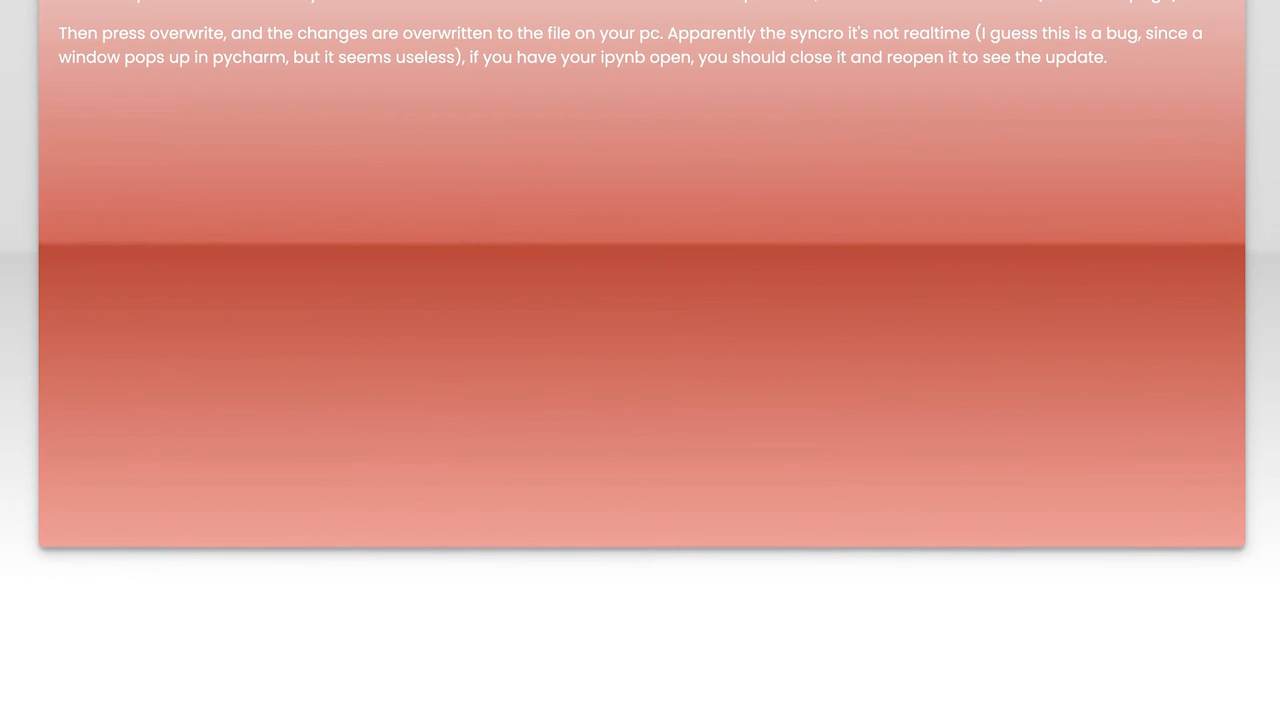 Then press overwrite, and the changes are overwritten to the file on your pc. Apparently the syncro it's not realtime (I guess this is a bug, since a
window pops up in pycharm, but it seems useless), if you have your ipynb open, you should close it and reopen it to see the update.